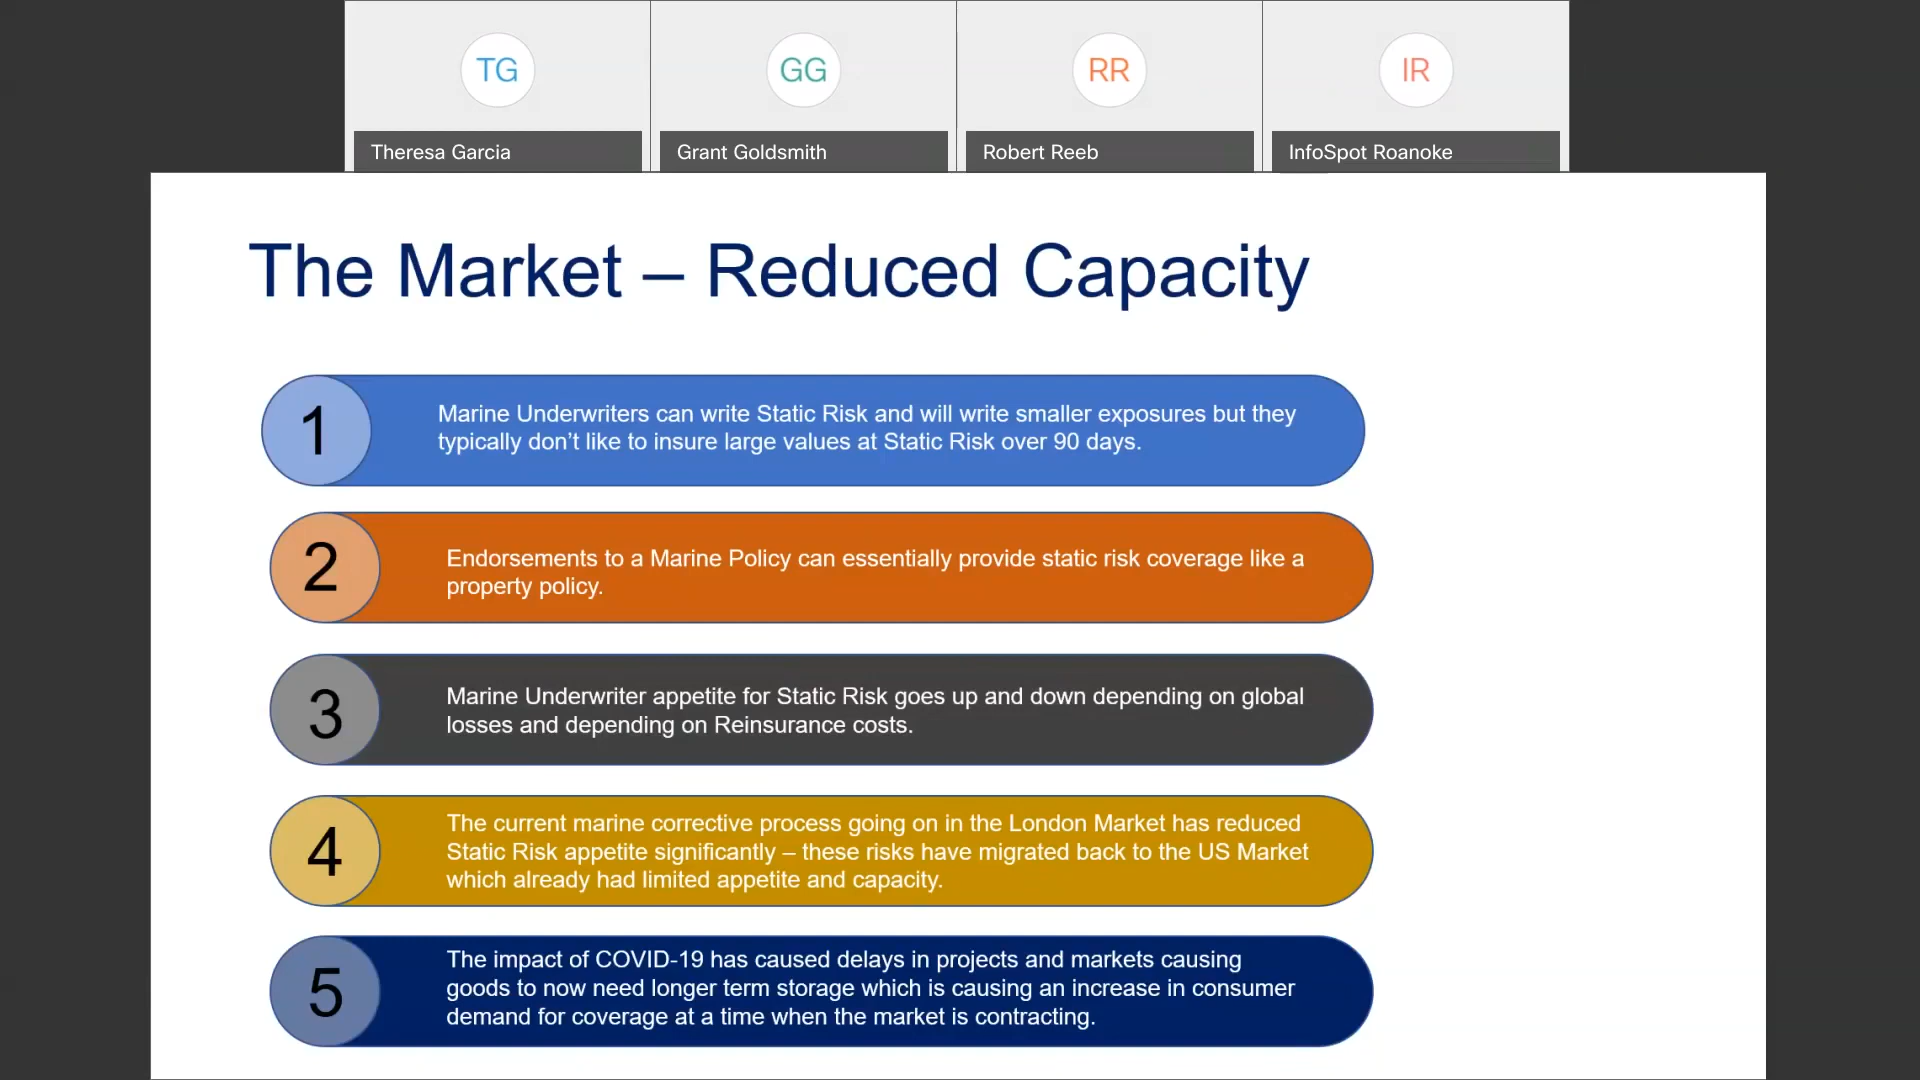 TG
GG
RR
IR
Theresa Garcia
Grant Goldsmith
Robert Reeb
InfoSpot Roanoke
The Market – Reduced Capacity
1
Marine Underwriters can write Static Risk and will write smaller exposures but they
typically don’t like to insure large values at Static Risk over 90 days.
2
Endorsements to a Marine Policy can essentially provide static risk coverage like a
property policy.
3
Marine Underwriter appetite for Static Risk goes up and down depending on global
losses and depending on Reinsurance costs.
4
The current marine corrective process going on in the London Market has reduced
Static Risk appetite significantly – these risks have migrated back to the US Market
which already had limited appetite and capacity.
5
The impact of COVID-19 has caused delays in projects and markets causing
goods to now need longer term storage which is causing an increase in consumer
demand for coverage at a time when the market is contracting.